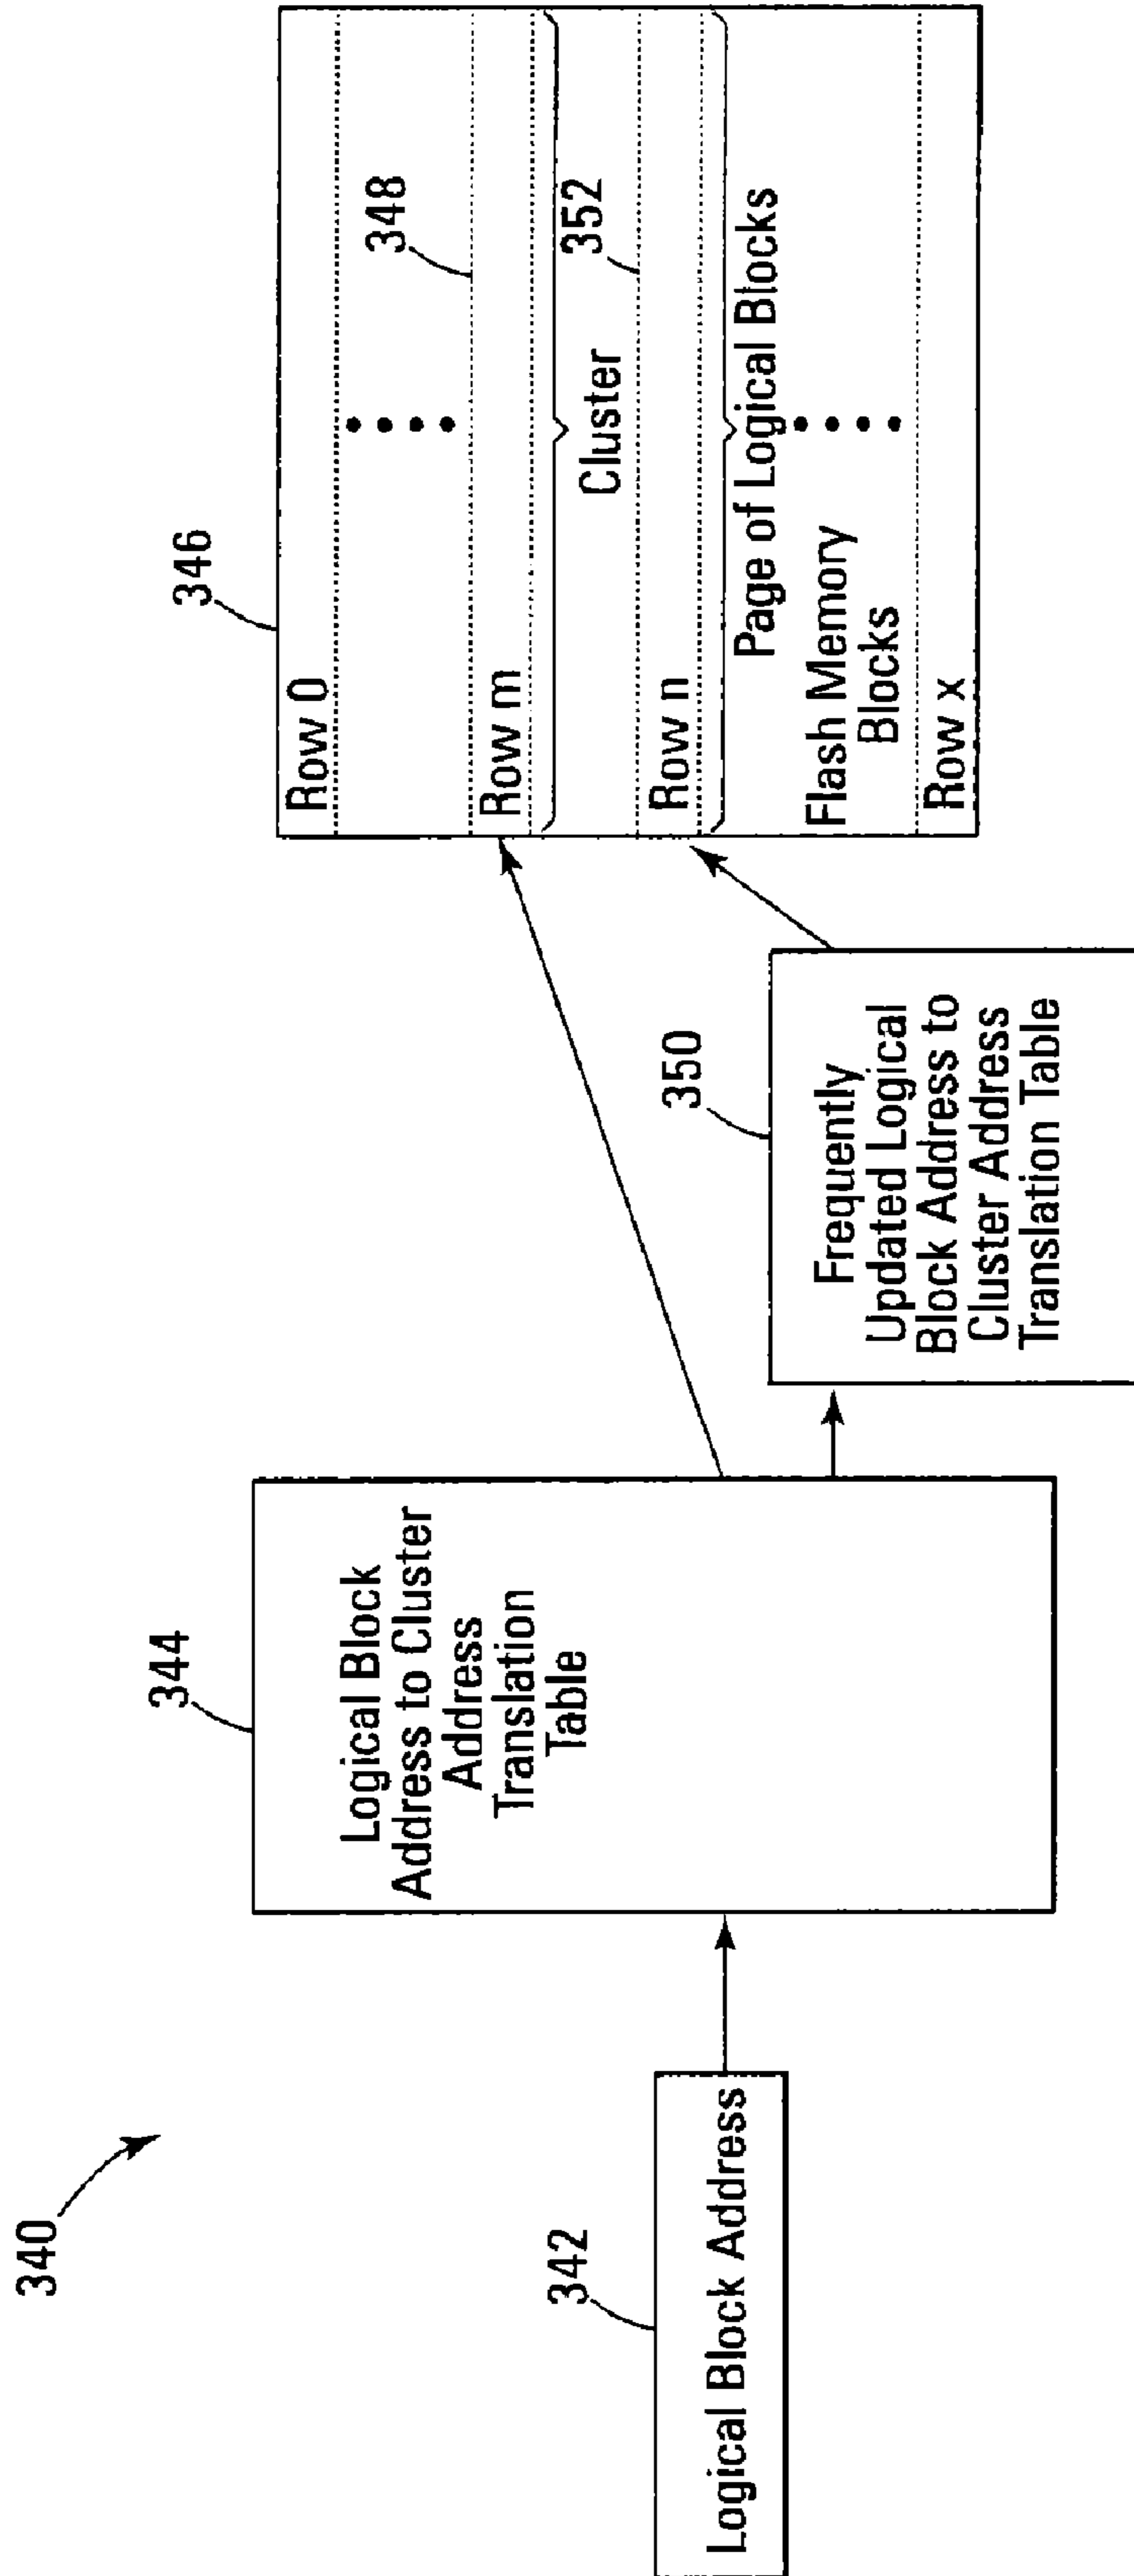 340
342
Logical Block Address
344
Logical Block
Address to Cluster
Address
Translation
Table
350
Frequently
Updated Logical
Block Address to
Cluster Address
Translation Table
346
Row 0
348
Row m
Cluster
352
Row n
Page of Logical Blocks
Flash Memory
Blocks
Row x